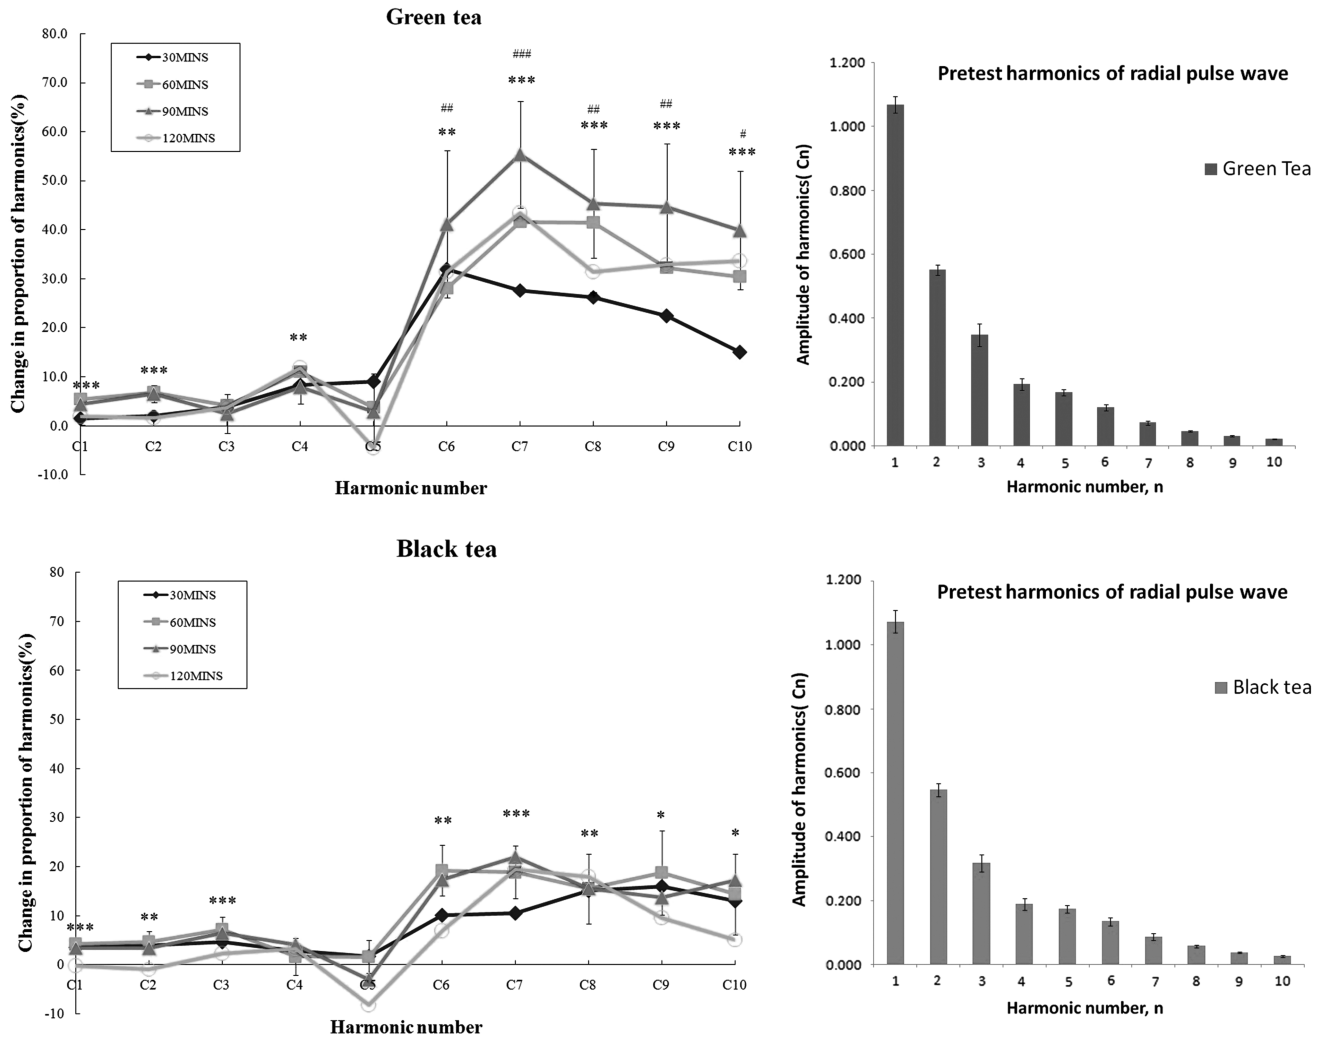 Green tea
80.0
70.0
60.0
50.0
40.0
30.0
20.0
10.0
0.0
-10.0
Change in proportion of harmonics(%)
30MINS
60MINS
90MINS
120MINS
*** *** ** ** *** *** *** ***
## ### ## ## #
C1 C2 C3 C4 C5 C6 C7 C8 C9 C10
Harmonic number
Pretest harmonics of radial pulse wave
1.200
1.000
0.800
0.600
0.400
0.200
0.000
Amplitude of harmonics( Cn)
Green Tea
1 2 3 4 5 6 7 8 9 10
Harmonic number, n
Black tea
80
70
60
50
40
30
20
10
0
-10
Change in proportion of harmonics(%)
30MINS
60MINS
90MINS
120MINS
*** ** *** ** *** ** * *
C1 C2 C3 C4 C5 C6 C7 C8 C9 C10
Harmonic number
Pretest harmonics of radial pulse wave
1.200
1.000
0.800
0.600
0.400
0.200
0.000
Amplitude of harmonics( Cn)
Black tea
1 2 3 4 5 6 7 8 9 10
Harmonic number, n